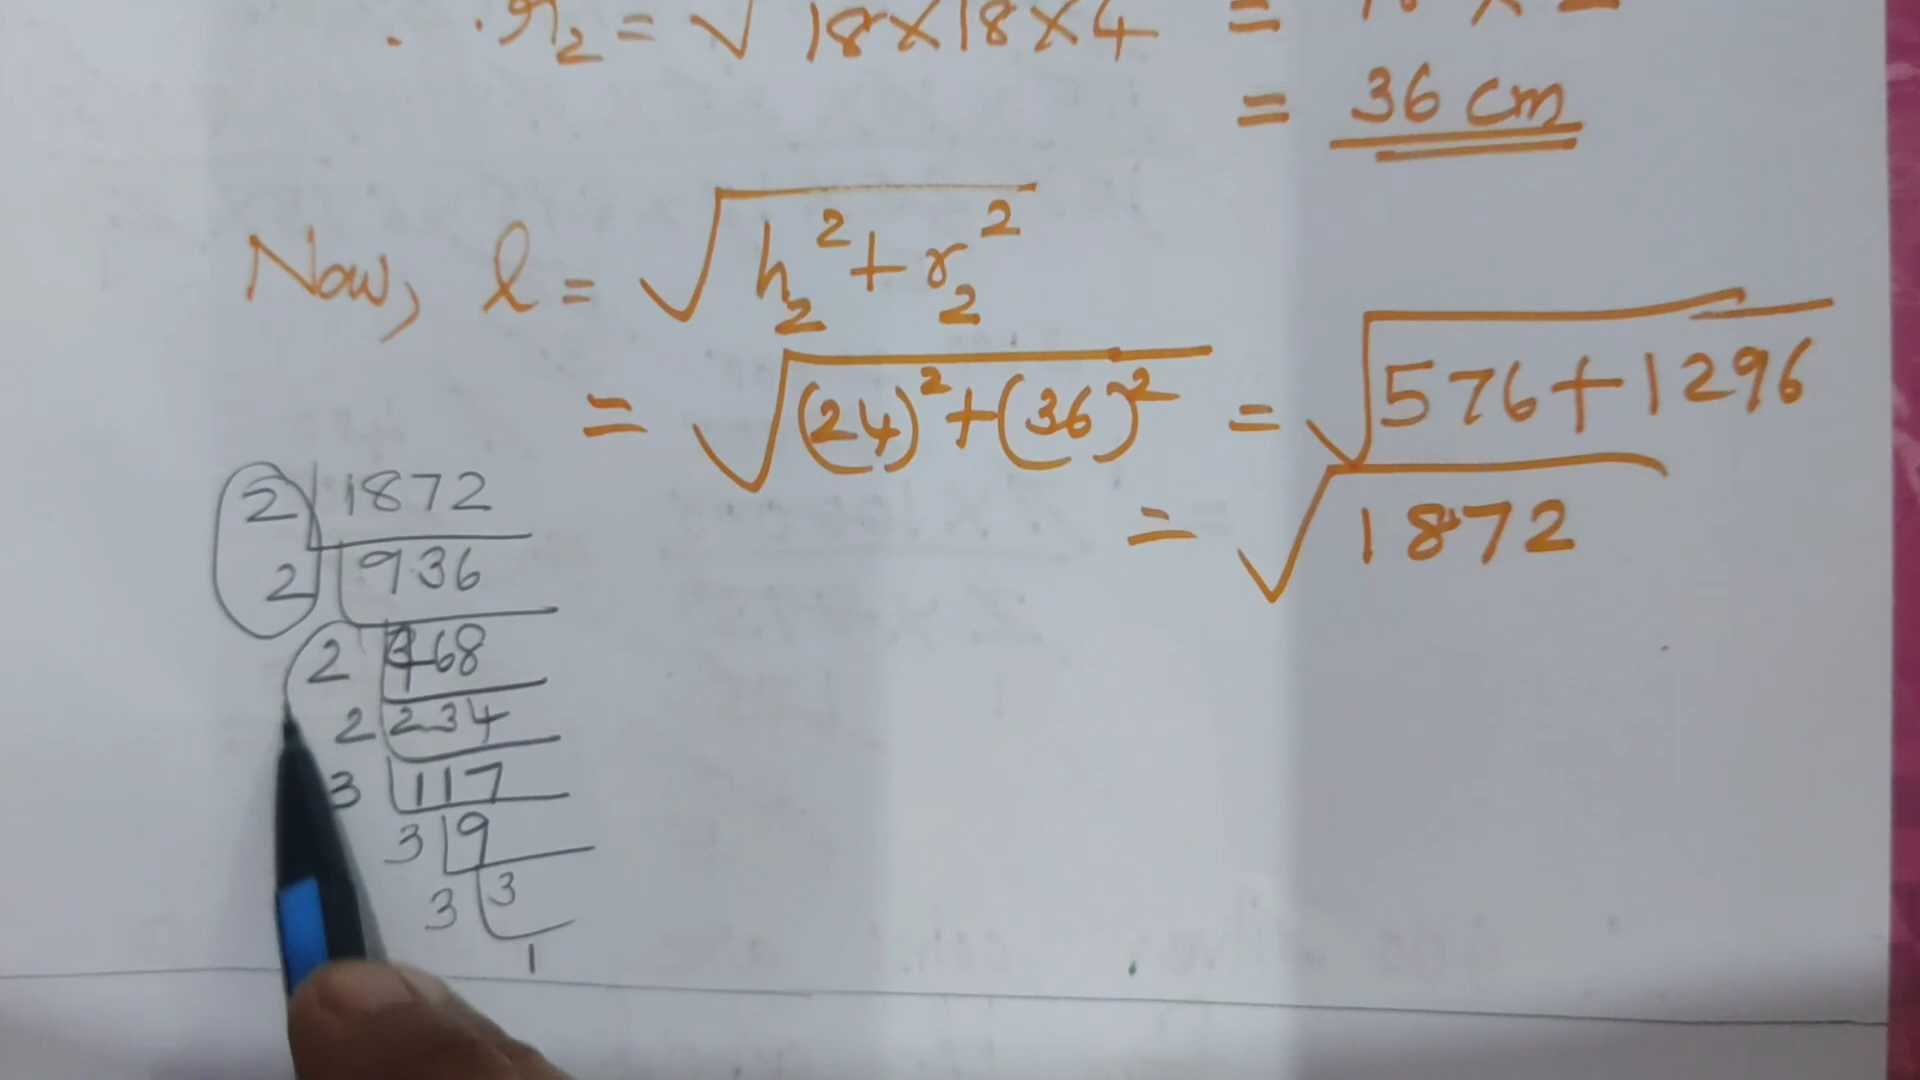 ∴ r₂ = √18×18×4 =
= 36 cm
Now, l = √h₂² + r₂²
= √(24)² + (36)² = √576 + 1296
= √1872
2 | 1872
2 | 936
2 | 468
2 | 234
3 | 117
3 | 9
3 | 3
1